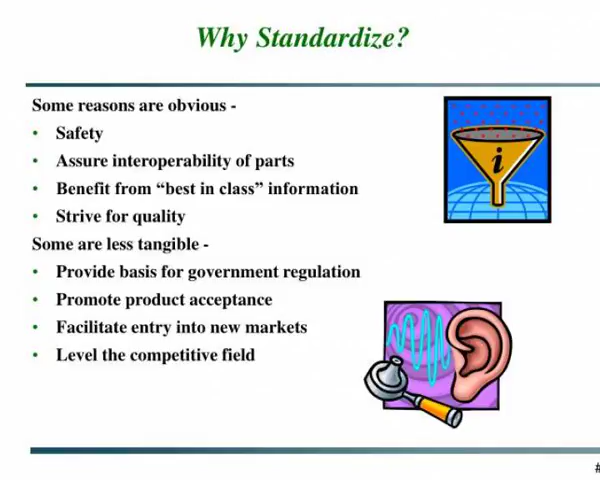 Why Standardize?
Some reasons are obvious -
• Safety
• Assure interoperability of parts
• Benefit from “best in class” information
• Strive for quality
Some are less tangible -
• Provide basis for government regulation
• Promote product acceptance
• Facilitate entry into new markets
• Level the competitive field
i
#